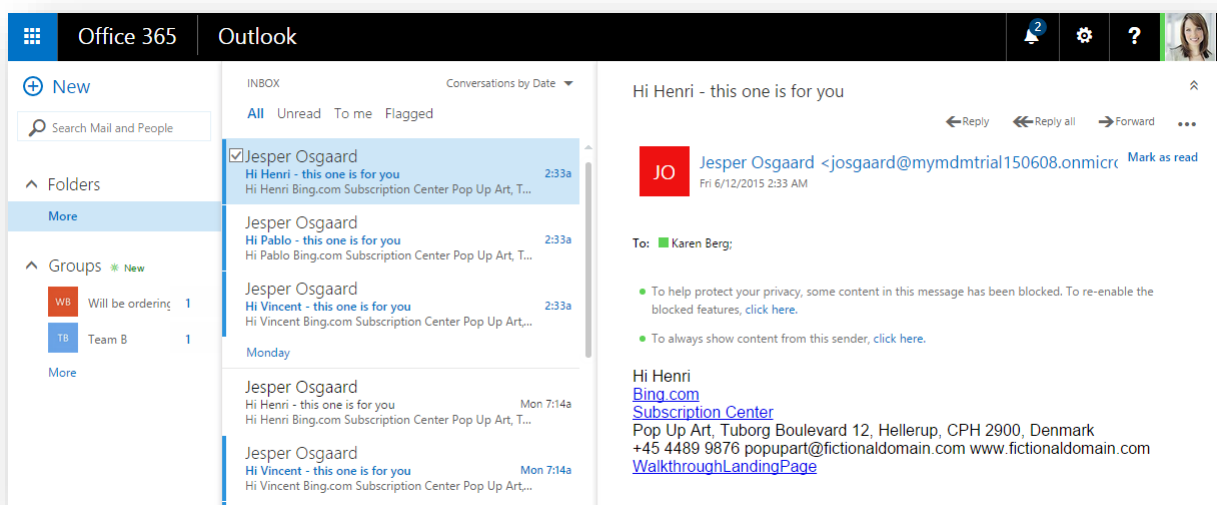 Office 365 Outlook 2 ?
New
Search Mail and People
Folders
More
Groups New
WB Will be ordering 1
TB Team B 1
More
INBOX Conversations by Date
All Unread To me Flagged
Jesper Osgaard
Hi Henri - this one is for you 2:33a
Hi Henri Bing.com Subscription Center Pop Up Art, T...
Jesper Osgaard
Hi Pablo - this one is for you 2:33a
Hi Pablo Bing.com Subscription Center Pop Up Art, T...
Jesper Osgaard
Hi Vincent - this one is for you 2:33a
Hi Vincent Bing.com Subscription Center Pop Up Art,...
Monday
Jesper Osgaard
Hi Henri - this one is for you Mon 7:14a
Hi Henri Bing.com Subscription Center Pop Up Art, T...
Jesper Osgaard
Hi Vincent - this one is for you Mon 7:14a
Hi Vincent Bing.com Subscription Center Pop Up Art,...
Hi Henri - this one is for you
Reply Reply all Forward ...
JO Jesper Osgaard <josgaard@mymdmtrial150608.onmicrc Mark as read
Fri 6/12/2015 2:33 AM
To: Karen Berg;
To help protect your privacy, some content in this message has been blocked. To re-enable the
blocked features, click here.
To always show content from this sender, click here.
Hi Henri
Bing.com
Subscription Center
Pop Up Art, Tuborg Boulevard 12, Hellerup, CPH 2900, Denmark
+45 4489 9876 popupart@fictionaldomain.com www.fictionaldomain.com
WalkthroughLandingPage